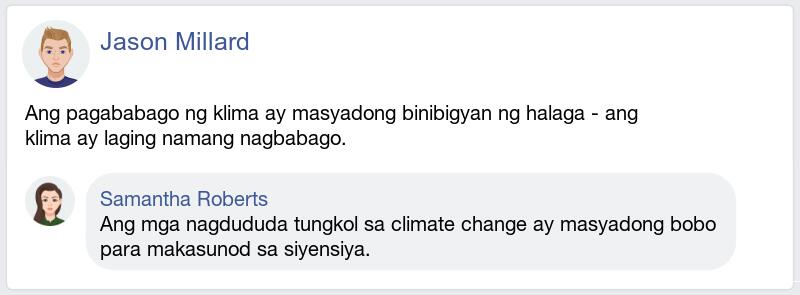 Jason Millard
Ang pagababago ng klima ay masyadong binibigyan ng halaga - ang
klima ay laging namang nagbabago.
Samantha Roberts
Ang mga nagdududa tungkol sa climate change ay masyadong bobo
para makasunod sa siyensiya.